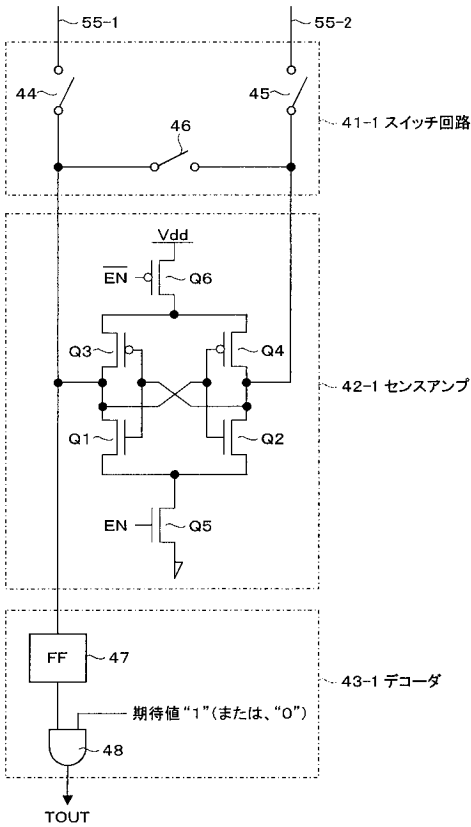 55-1
55-2
44
45
46
41-1 スイッチ回路
Vdd
EN
Q6
Q3
Q4
42-1 センスアンプ
Q1
Q2
EN
Q5
FF
47
43-1 デコーダ
期待値“1”(または、“0”)
48
TOUT